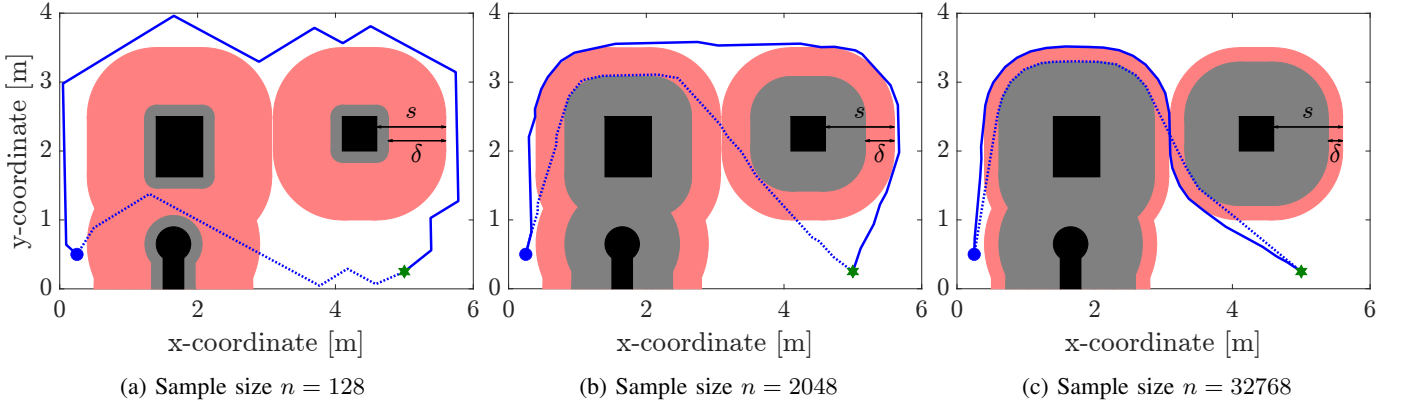 y-coordinate [m]
4
3
2
1
0
s
δ
0 2 4 6
x-coordinate [m]
(a) Sample size n = 128
4
3
2
1
0
s
δ
0 2 4 6
x-coordinate [m]
(b) Sample size n = 2048
4
3
2
1
0
s
δ
0 2 4 6
x-coordinate [m]
(c) Sample size n = 32768